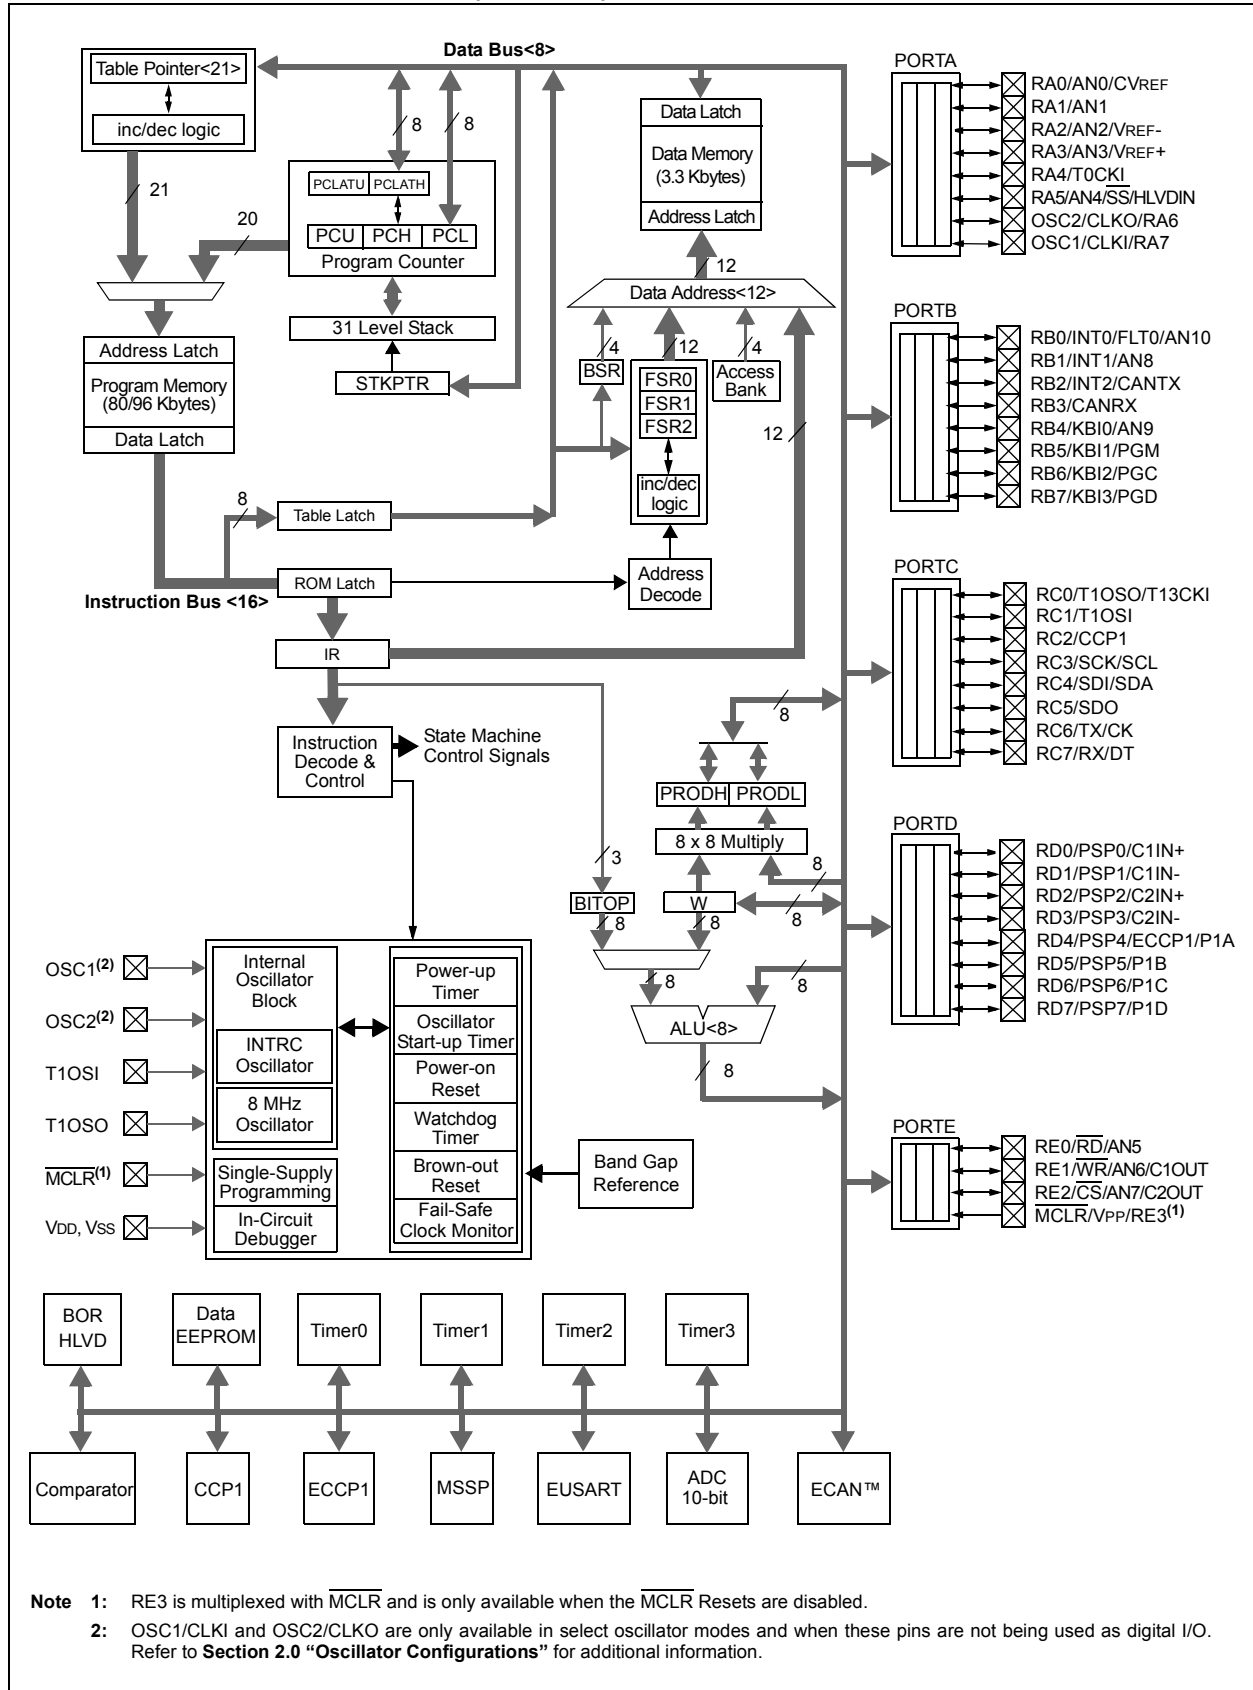 Data Bus<8>
Table Pointer<21>
inc/dec logic
21
20
8
8
PCLATU PCLATH
PCU PCH PCL
Program Counter
31 Level Stack
STKPTR
Address Latch
Program Memory
(80/96 Kbytes)
Data Latch
8
Table Latch
ROM Latch
Instruction Bus <16>
IR
Data Latch
Data Memory
(3.3 Kbytes)
Address Latch
12
Data Address<12>
4
12
4
BSR
FSR0
FSR1
FSR2
inc/dec
logic
Access
Bank
12
Address
Decode
Instruction
Decode &
Control
State Machine
Control Signals
8
PRODH PRODL
8 x 8 Multiply
3
8
BITOP
W
8
8
8
8
8
ALU<8>
8
OSC1(2)
OSC2(2)
T1OSI
T1OSO
MCLR(1)
VDD, VSS
Internal
Oscillator
Block
INTRC
Oscillator
8 MHz
Oscillator
Single-Supply
Programming
In-Circuit
Debugger
Power-up
Timer
Oscillator
Start-up Timer
Power-on
Reset
Watchdog
Timer
Brown-out
Reset
Fail-Safe
Clock Monitor
Band Gap
Reference
PORTA
RA0/AN0/CVREF
RA1/AN1
RA2/AN2/VREF-
RA3/AN3/VREF+
RA4/T0CKI
RA5/AN4/SS/HLVDIN
OSC2/CLKO/RA6
OSC1/CLKI/RA7
PORTB
RB0/INT0/FLT0/AN10
RB1/INT1/AN8
RB2/INT2/CANTX
RB3/CANRX
RB4/KBI0/AN9
RB5/KBI1/PGM
RB6/KBI2/PGC
RB7/KBI3/PGD
PORTC
RC0/T1OSO/T13CKI
RC1/T1OSI
RC2/CCP1
RC3/SCK/SCL
RC4/SDI/SDA
RC5/SDO
RC6/TX/CK
RC7/RX/DT
PORTD
RD0/PSP0/C1IN+
RD1/PSP1/C1IN-
RD2/PSP2/C2IN+
RD3/PSP3/C2IN-
RD4/PSP4/ECCP1/P1A
RD5/PSP5/P1B
RD6/PSP6/P1C
RD7/PSP7/P1D
PORTE
RE0/RD/AN5
RE1/WR/AN6/C1OUT
RE2/CS/AN7/C2OUT
MCLR/VPP/RE3(1)
BOR
HLVD
Data
EEPROM
Timer0
Timer1
Timer2
Timer3
Comparator
CCP1
ECCP1
MSSP
EUSART
ADC
10-bit
ECAN™
Note 1: RE3 is multiplexed with MCLR and is only available when the MCLR Resets are disabled.
2: OSC1/CLKI and OSC2/CLKO are only available in select oscillator modes and when these pins are not being used as digital I/O.
Refer to Section 2.0 “Oscillator Configurations” for additional information.